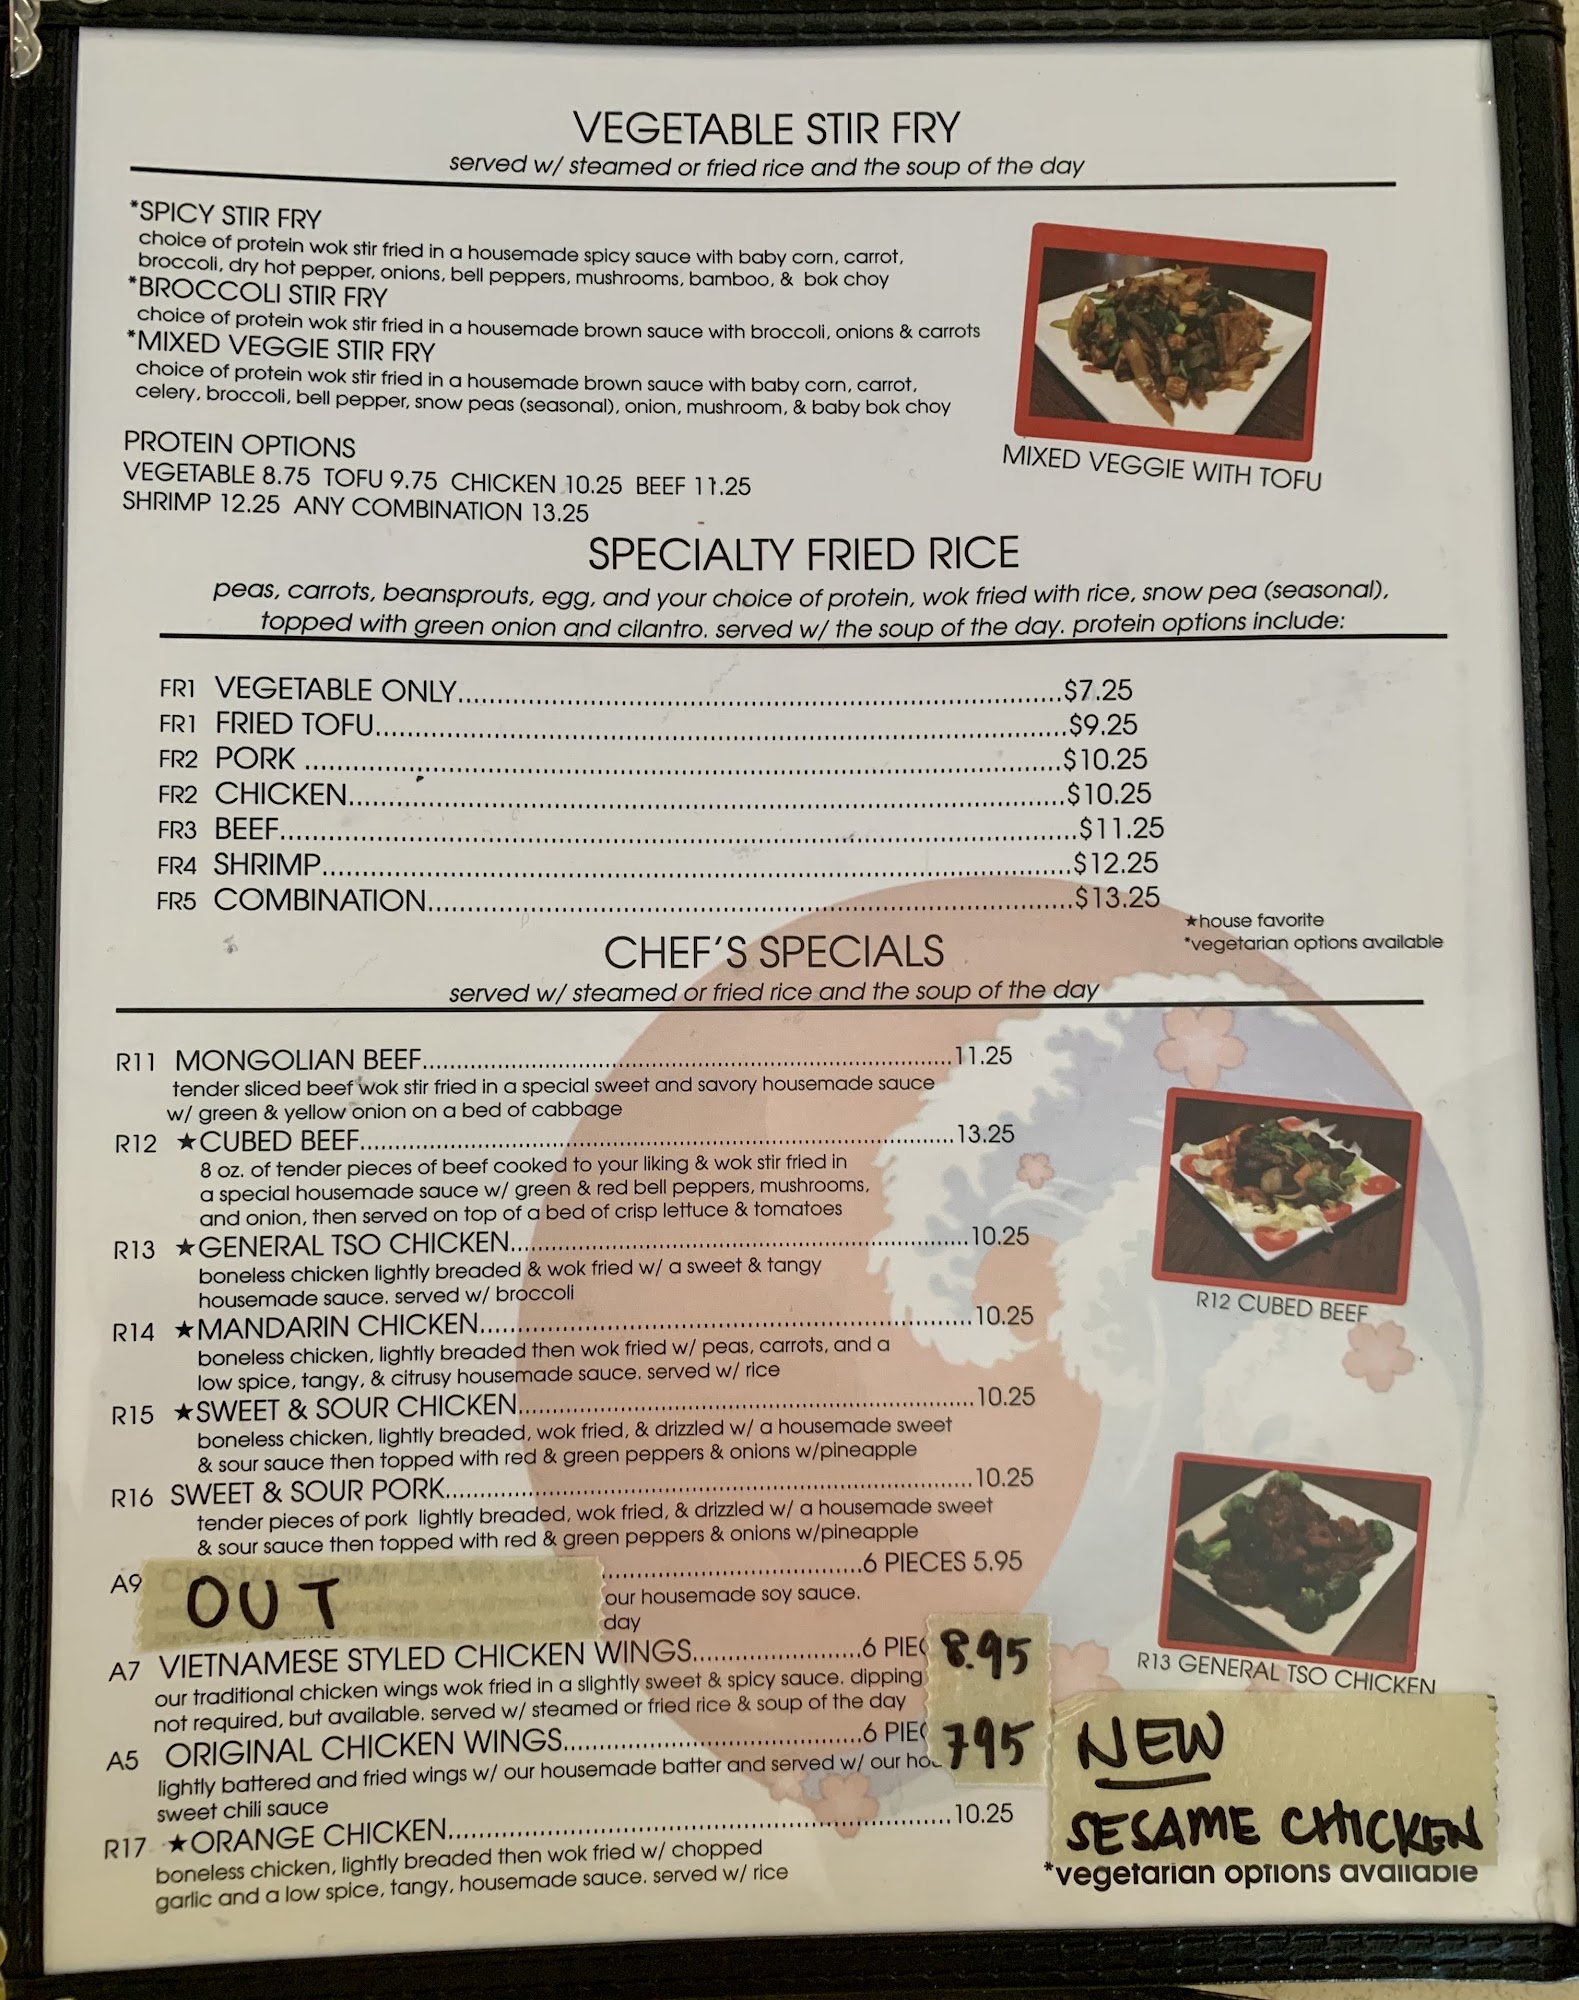 VEGETABLE STIR FRY
served w/ steamed or fried rice and the soup of the day
*SPICY STIR FRY
choice of protein wok stir fried in a housemade spicy sauce with baby corn, carrot,
broccoli, dry hot pepper, onions, bell peppers, mushrooms, bamboo, & bok choy
*BROCCOLI STIR FRY
choice of protein wok stir fried in a housemade brown sauce with broccoli, onions & carrots
*MIXED VEGGIE STIR FRY
choice of protein wok stir fried in a housemade brown sauce with baby corn, carrot,
celery, broccoli, bell pepper, snow peas (seasonal), onion, mushroom, & baby bok choy
MIXED VEGGIE WITH TOFU
PROTEIN OPTIONS
VEGETABLE 8.75 TOFU 9.75 CHICKEN 10.25 BEEF 11.25
SHRIMP 12.25 ANY COMBINATION 13.25
SPECIALTY FRIED RICE
peas, carrots, beansprouts, egg, and your choice of protein, wok fried with rice, snow pea (seasonal),
topped with green onion and cilantro. served w/ the soup of the day. protein options include:
FR1 VEGETABLE ONLY...$7.25
FR1 FRIED TOFU...$9.25
FR2 PORK ...$10.25
FR2 CHICKEN...$10.25
FR3 BEEF...$11.25
FR4 SHRIMP...$12.25
FR5 COMBINATION...$13.25
★house favorite
*vegetarian options available
CHEF'S SPECIALS
served w/ steamed or fried rice and the soup of the day
R11 MONGOLIAN BEEF...11.25
tender sliced beef wok stir fried in a special sweet and savory housemade sauce
w/ green & yellow onion on a bed of cabbage
R12 ★CUBED BEEF...13.25
8 oz. of tender pieces of beef cooked to your liking & wok stir fried in
a special housemade sauce w/ green & red bell peppers, mushrooms,
and onion, then served on top of a bed of crisp lettuce & tomatoes
R12 CUBED BEEF
R13 ★GENERAL TSO CHICKEN...10.25
boneless chicken lightly breaded & wok fried w/ a sweet & tangy
housemade sauce. served w/ broccoli
R14 ★MANDARIN CHICKEN...10.25
boneless chicken, lightly breaded then wok fried w/ peas, carrots, and a
low spice, tangy, & citrusy housemade sauce. served w/ rice
R15 ★SWEET & SOUR CHICKEN...10.25
boneless chicken, lightly breaded, wok fried, & drizzled w/ a housemade sweet
& sour sauce then topped with red & green peppers & onions w/pineapple
R16 SWEET & SOUR PORK...10.25
tender pieces of pork lightly breaded, wok fried, & drizzled w/ a housemade sweet
& sour sauce then topped with red & green peppers & onions w/pineapple
R13 GENERAL TSO CHICKEN
A9 OUT ...6 PIECES 5.95
our housemade soy sauce.
day
A7 VIETNAMESE STYLED CHICKEN WINGS...6 PIEC 8.95
our traditional chicken wings wok fried in a slightly sweet & spicy sauce. dipping
not required, but available. served w/ steamed or fried rice & soup of the day
A5 ORIGINAL CHICKEN WINGS...6 PIEC 795
lightly battered and fried wings w/ our housemade batter and served w/ our hou
sweet chili sauce
R17 ★ORANGE CHICKEN...10.25
boneless chicken, lightly breaded then wok fried w/ chopped
garlic and a low spice, tangy, housemade sauce. served w/ rice
NEW
SESAME CHICKEN
*vegetarian options available